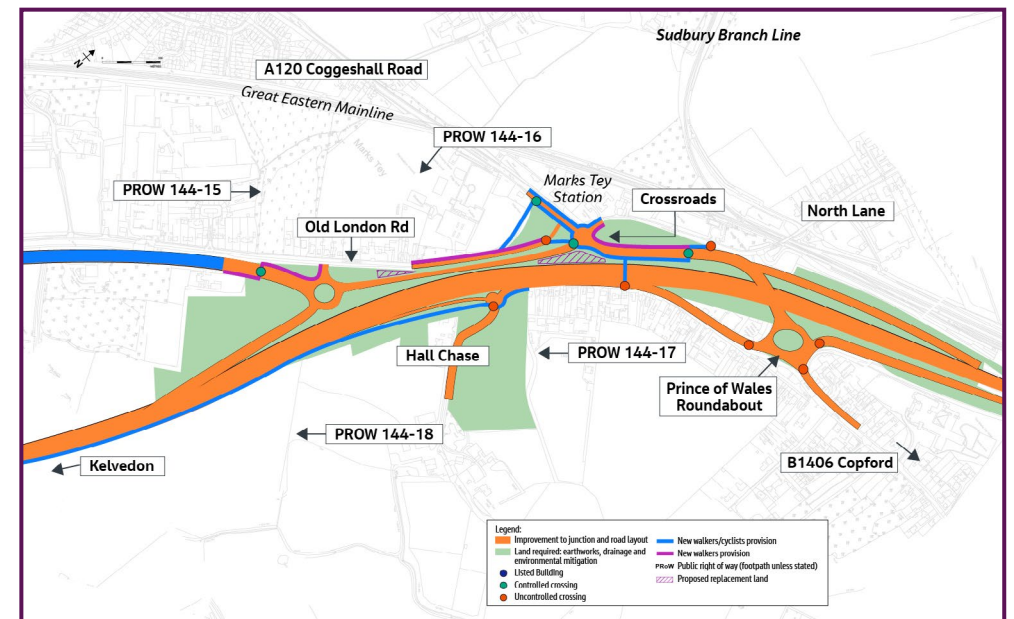 Sudbury Branch Line
N
A120 Coggeshall Road
Great Eastern Mainline
PROW 144-16
Marks Tey
PROW 144-15
Marks Tey
Station
Crossroads
North Lane
Old London Rd
Hall Chase
PROW 144-17
Prince of Wales
Roundabout
PROW 144-18
Kelvedon
B1406 Copford
Legend:
Improvement to junction and road layout
Land required: earthworks, drainage and
environmental mitigation
Listed Building
Controlled crossing
Uncontrolled crossing
New walkers/cyclists provision
New walkers provision
PRoW Public right of way (footpath unless stated)
Proposed replacement land